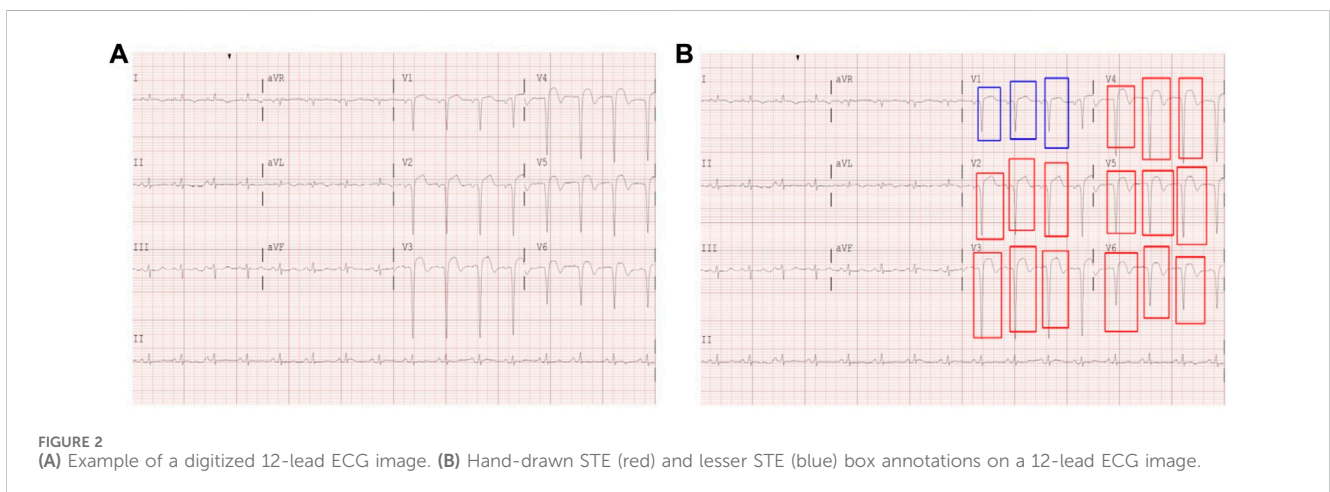 A
B
I aVR V1 V4
II aVL V2 V5
III aVF V3 V6
II
I aVR V1 V4
II aVL V2 V5
III aVF V3 V6
II
FIGURE 2
(A) Example of a digitized 12-lead ECG image. (B) Hand-drawn STE (red) and lesser STE (blue) box annotations on a 12-lead ECG image.